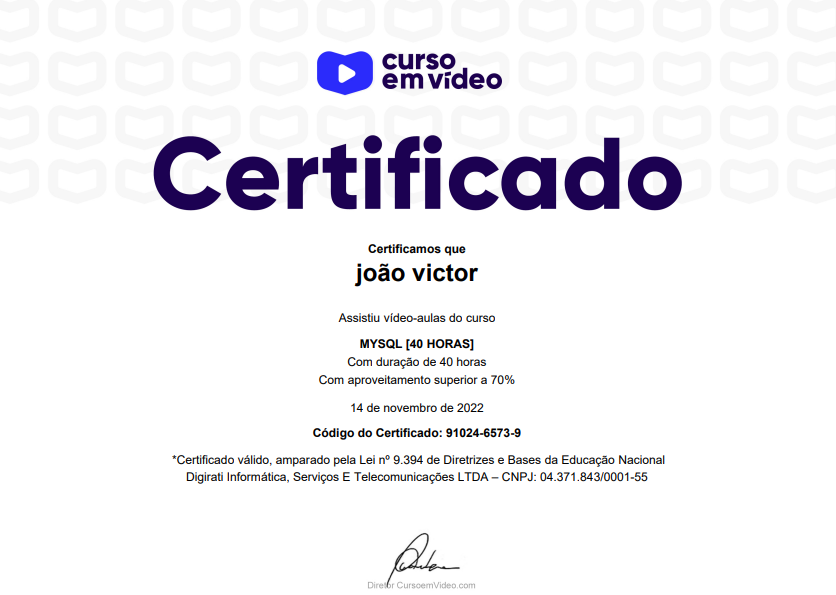 curso
em vídeo
Certificado
Certificamos que
joão victor
Assistiu vídeo-aulas do curso
MYSQL [40 HORAS]
Com duração de 40 horas
Com aproveitamento superior a 70%
14 de novembro de 2022
Código do Certificado: 91024-6573-9
*Certificado válido, amparado pela Lei nº 9.394 de Diretrizes e Bases da Educação Nacional
Digirati Informática, Serviços E Telecomunicações LTDA – CNPJ: 04.371.843/0001-55
Diretor CursoemVideo.com